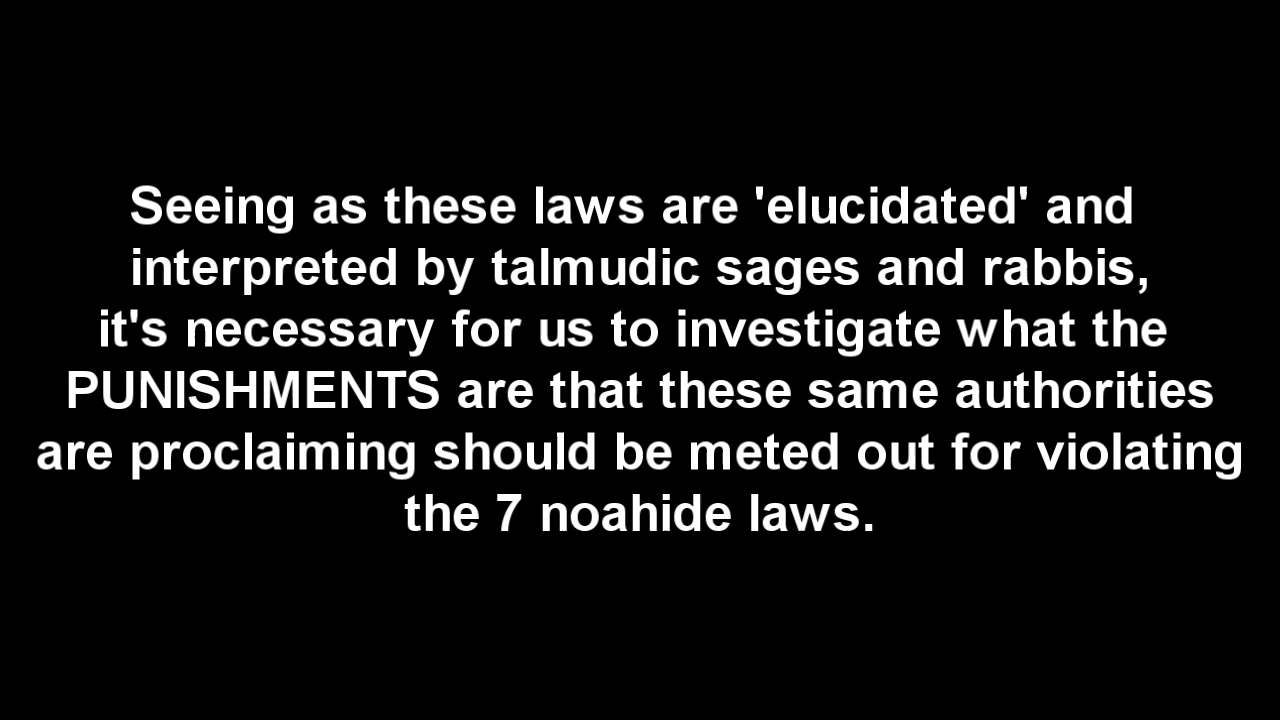 Seeing as these laws are 'elucidated' and
interpreted by talmudic sages and rabbis,
it's necessary for us to investigate what the
PUNISHMENTS are that these same authorities
are proclaiming should be meted out for violating
the 7 noahide laws.